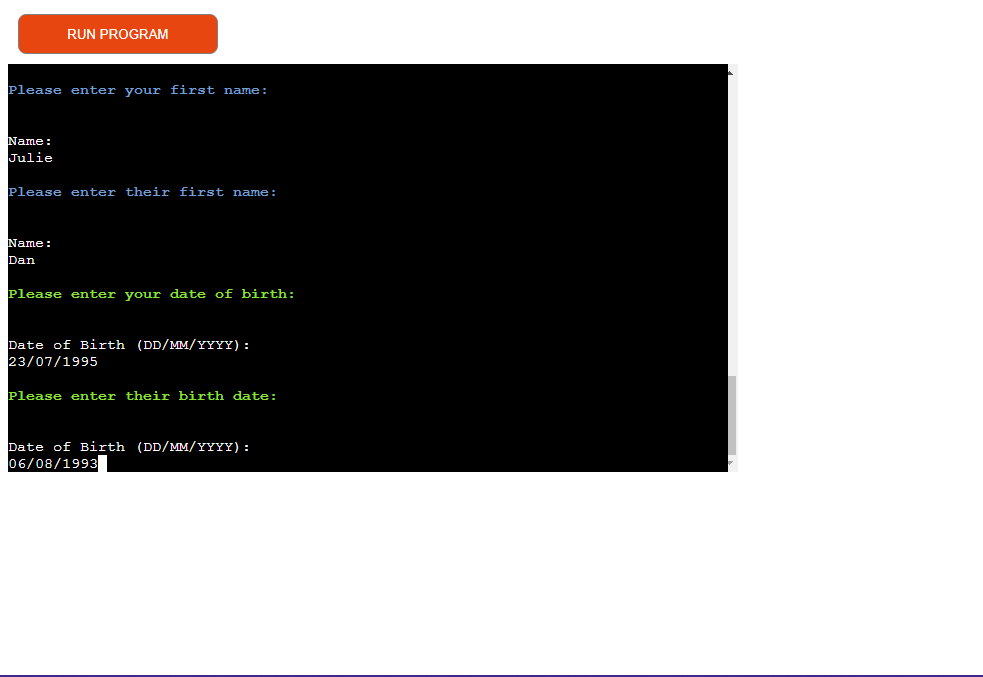 RUN PROGRAM
Please enter your first name:
Name:
Julie
Please enter their first name:
Name:
Dan
Please enter your date of birth:
Date of Birth (DD/MM/YYYY):
23/07/1995
Please enter their birth date:
Date of Birth (DD/MM/YYYY):
06/08/1993